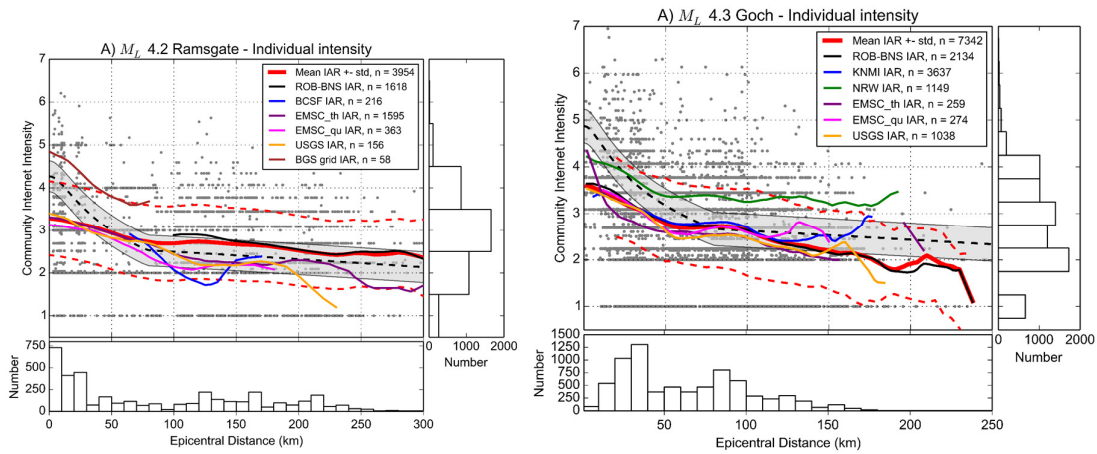 A) M_L 4.2 Ramsgate - Individual intensity
7
6
5
4
3
2
1
Community Internet Intensity
Mean IAR +- std, n = 3954
ROB-BNS IAR, n = 1618
BCSF IAR, n = 216
EMSC_th IAR, n = 1595
EMSC_qu IAR, n = 363
USGS IAR, n = 156
BGS grid IAR, n = 58
0 1000 2000
Number
750
500
250
0
Number
0 50 100 150 200 250 300
Epicentral Distance (km)
A) M_L 4.3 Goch - Individual intensity
7
6
5
4
3
2
1
Community Internet Intensity
Mean IAR +- std, n = 7342
ROB-BNS IAR, n = 2134
KNMI IAR, n = 3637
NRW IAR, n = 1149
EMSC_th IAR, n = 259
EMSC_qu IAR, n = 274
USGS IAR, n = 1038
0 1000 2000
Number
1500
1250
1000
750
500
250
0
Number
0 50 100 150 200 250
Epicentral Distance (km)